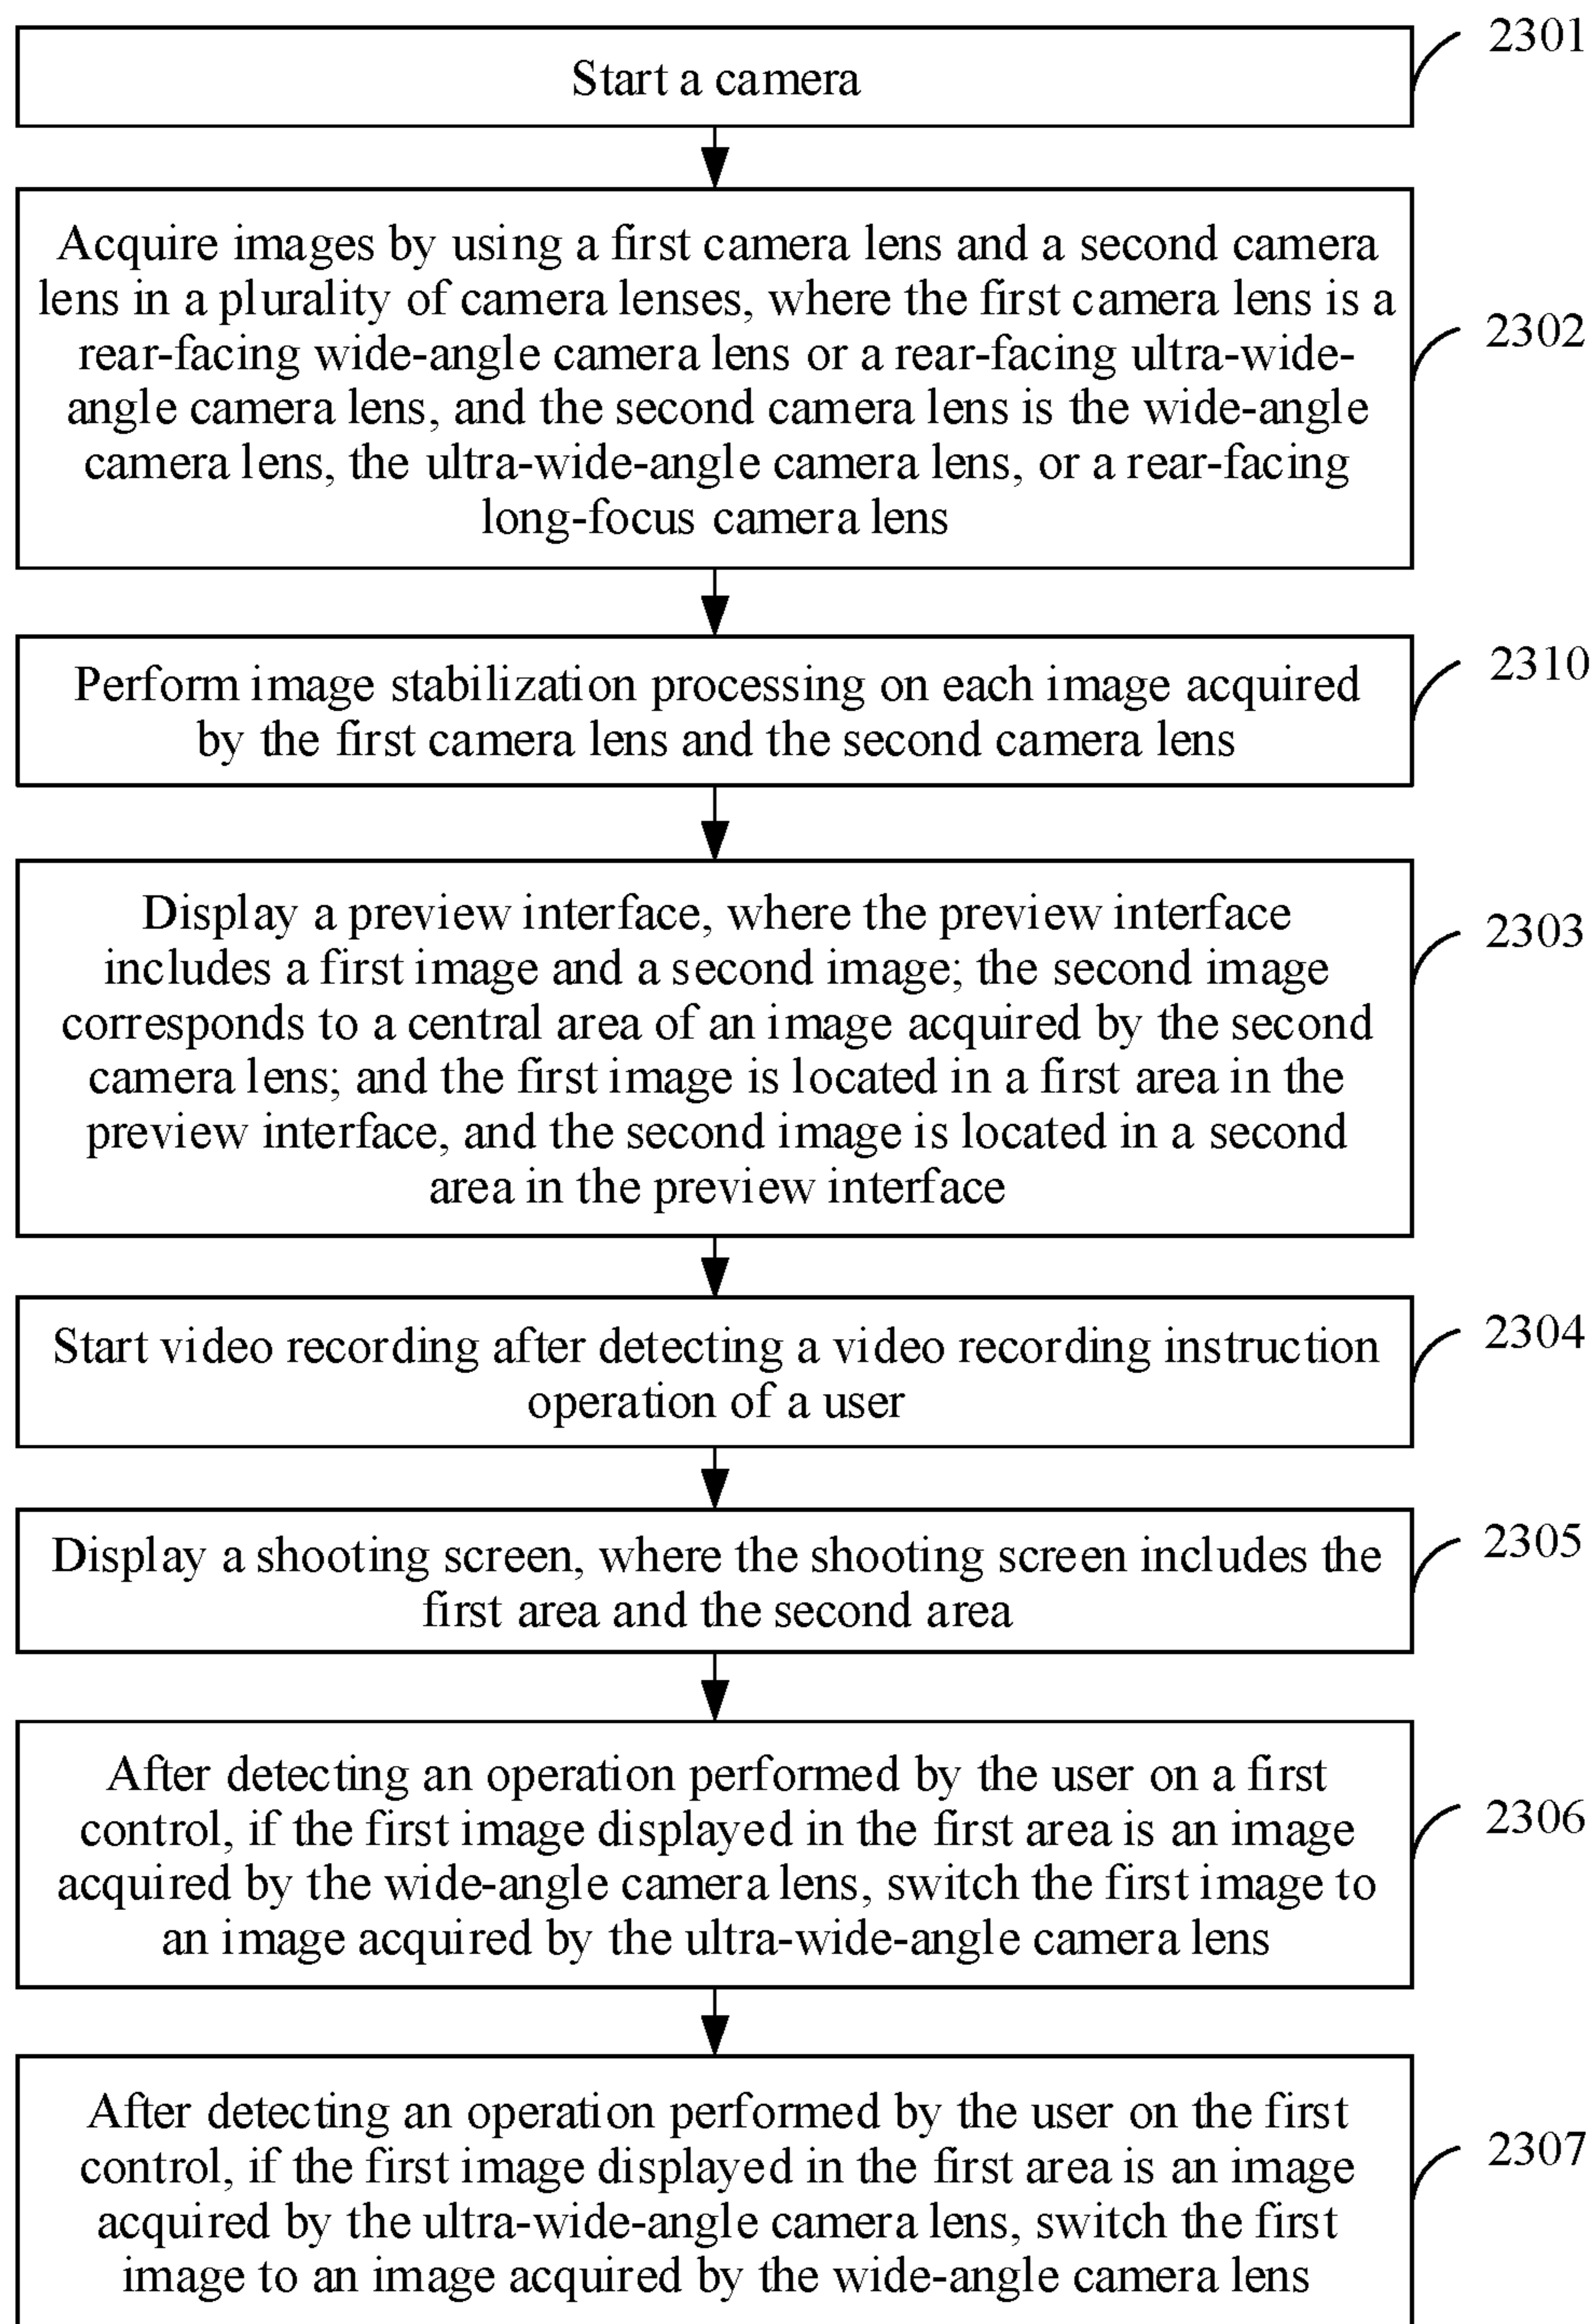 Start a camera
2301
Acquire images by using a first camera lens and a second camera
lens in a plurality of camera lenses, where the first camera lens is a
rear-facing wide-angle camera lens or a rear-facing ultra-wide-
angle camera lens, and the second camera lens is the wide-angle
camera lens, the ultra-wide-angle camera lens, or a rear-facing
long-focus camera lens
2302
Perform image stabilization processing on each image acquired
by the first camera lens and the second camera lens
2310
Display a preview interface, where the preview interface
includes a first image and a second image; the second image
corresponds to a central area of an image acquired by the second
camera lens; and the first image is located in a first area in the
preview interface, and the second image is located in a second
area in the preview interface
2303
Start video recording after detecting a video recording instruction
operation of a user
2304
Display a shooting screen, where the shooting screen includes the
first area and the second area
2305
After detecting an operation performed by the user on a first
control, if the first image displayed in the first area is an image
acquired by the wide-angle camera lens, switch the first image to
an image acquired by the ultra-wide-angle camera lens
2306
After detecting an operation performed by the user on the first
control, if the first image displayed in the first area is an image
acquired by the ultra-wide-angle camera lens, switch the first
image to an image acquired by the wide-angle camera lens
2307